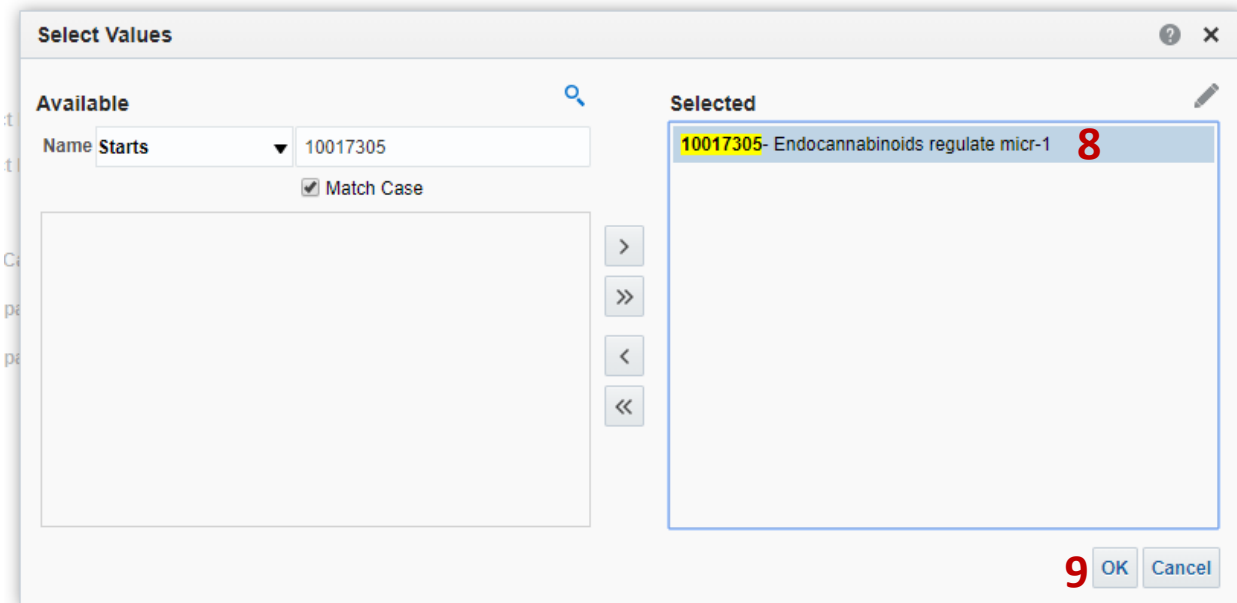 Select Values
Available
Name Starts 10017305
Match Case
Selected
10017305- Endocannabinoids regulate micr-1 8
9 OK Cancel